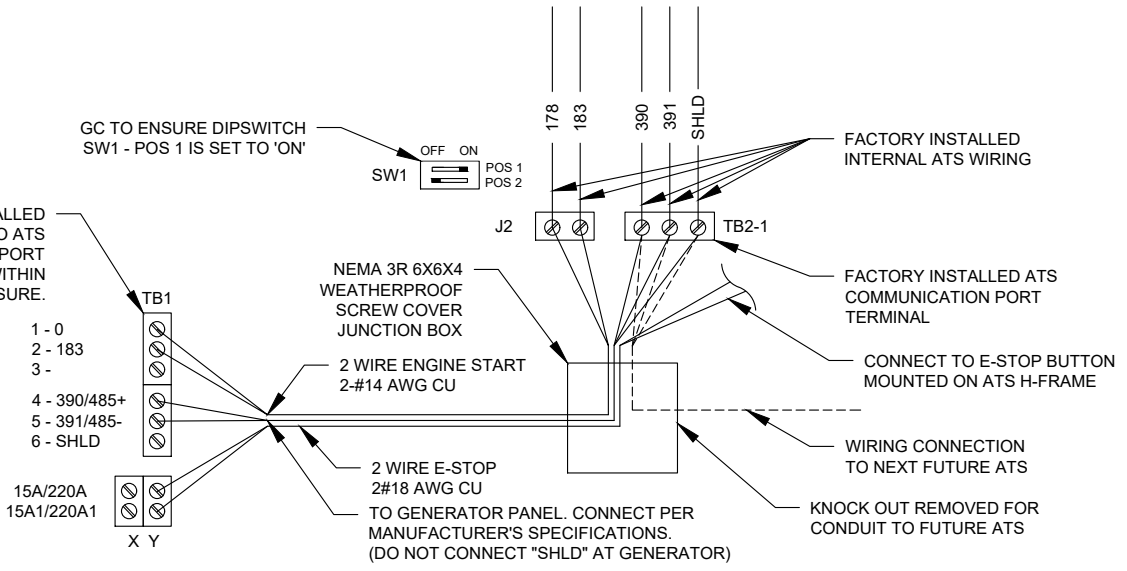 178
183
390
391
SHLD
GC TO ENSURE DIPSWITCH
SW1 - POS 1 IS SET TO 'ON'
OFF ON
SW1
POS 1
POS 2
FACTORY INSTALLED
INTERNAL ATS WIRING
J2
TB2-1
ATS
PORT
WITHIN
NEMA 3R 6X6X4
WEATHERPROOF
SCREW COVER
JUNCTION BOX
FACTORY INSTALLED ATS
COMMUNICATION PORT
TERMINAL
TB1
1 - 0
2 - 183
3 -
4 - 390/485+
5 - 391/485-
6 - SHLD
2 WIRE ENGINE START
2-#14 AWG CU
CONNECT TO E-STOP BUTTON
MOUNTED ON ATS H-FRAME
2 WIRE E-STOP
2#18 AWG CU
WIRING CONNECTION
TO NEXT FUTURE ATS
15A/220A
15A1/220A1
X Y
TO GENERATOR PANEL. CONNECT PER
MANUFACTURER'S SPECIFICATIONS.
(DO NOT CONNECT "SHLD" AT GENERATOR)
KNOCK OUT REMOVED FOR
CONDUIT TO FUTURE ATS